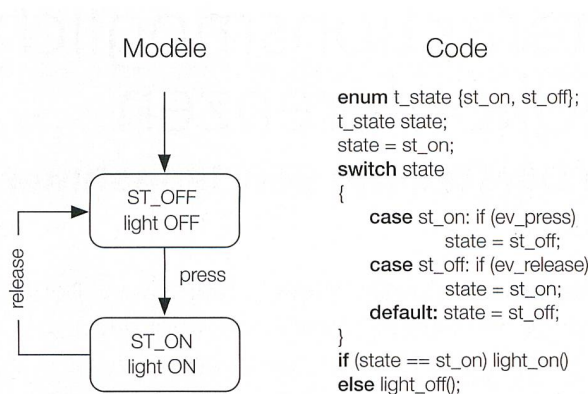 Modèle
ST_OFF
light OFF
press
release
ST_ON
light ON
Code
enum t_state {st_on, st_off};
t_state state;
state = st_on;
switch state
{
case st_on: if (ev_press)
state = st_off;
case st_off: if (ev_release)
state = st_on;
default: state = st_off;
}
if (state == st_on) light_on()
else light_off();